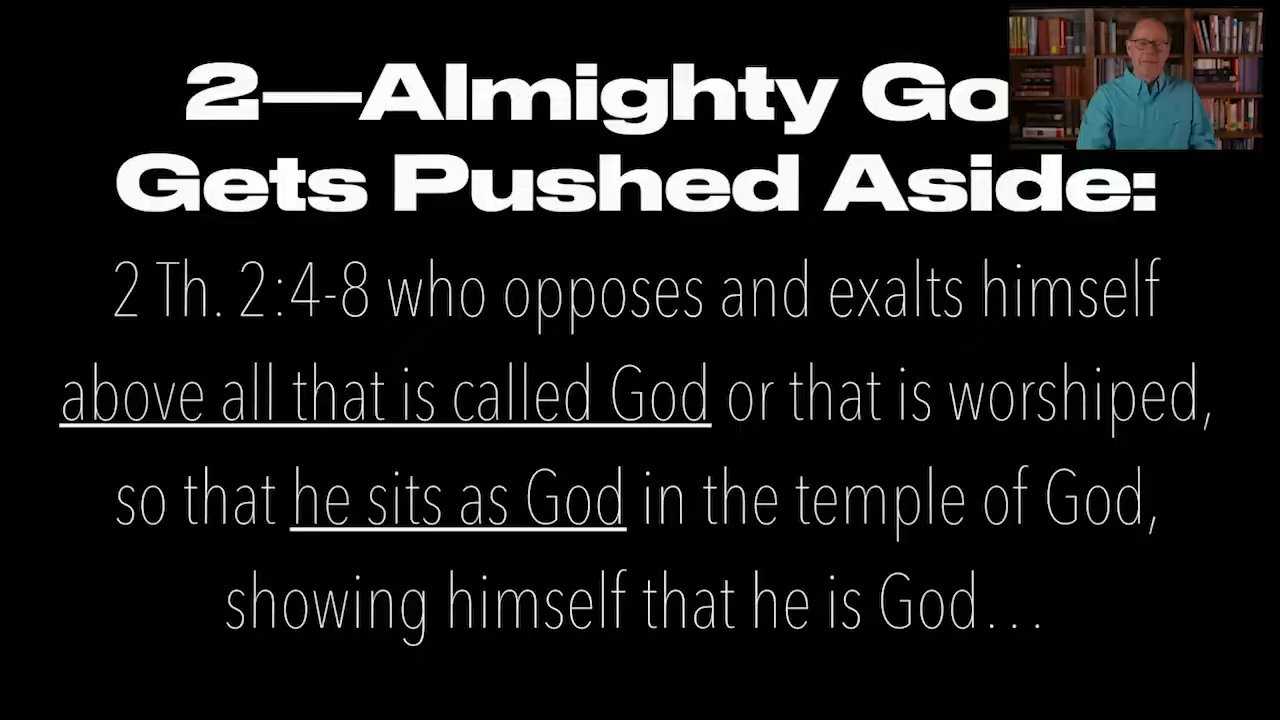 2—Almighty Go
Gets Pushed Aside:
2 Th. 2:4-8 who opposes and exalts himself
above all that is called God or that is worshiped,
so that he sits as God in the temple of God,
showing himself that he is God...